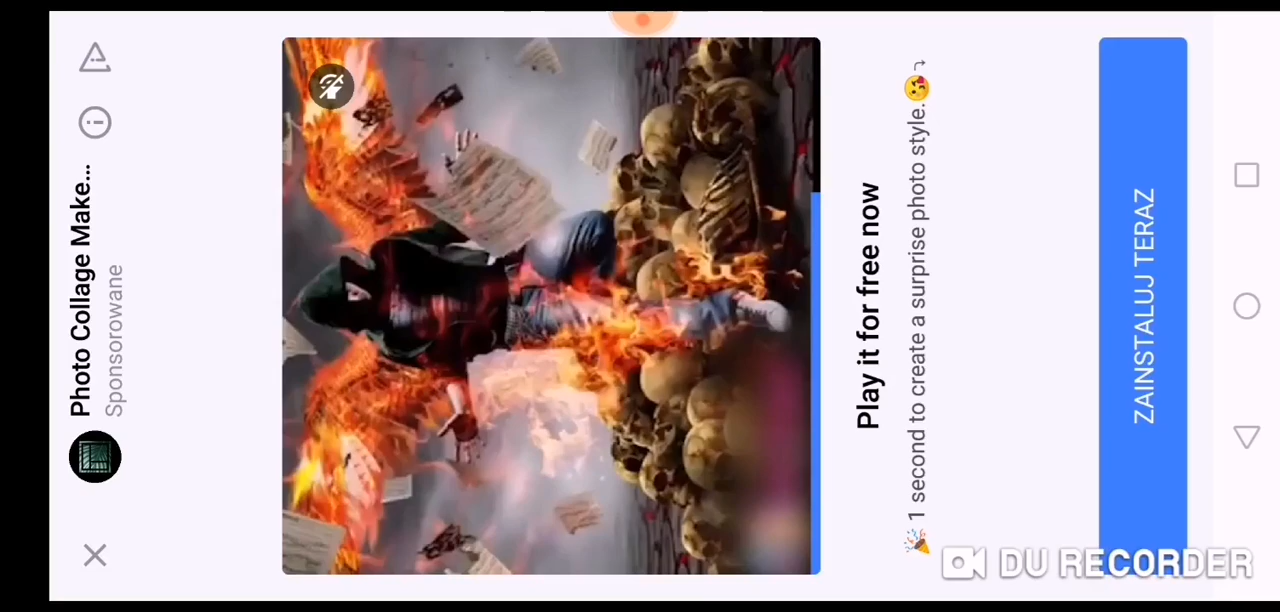 Photo Collage Make...
Sponsorowane
Play it for free now
🎉 1 second to create a surprise photo style.😘
ZAINSTALUJ TERAZ
DU RECORDER